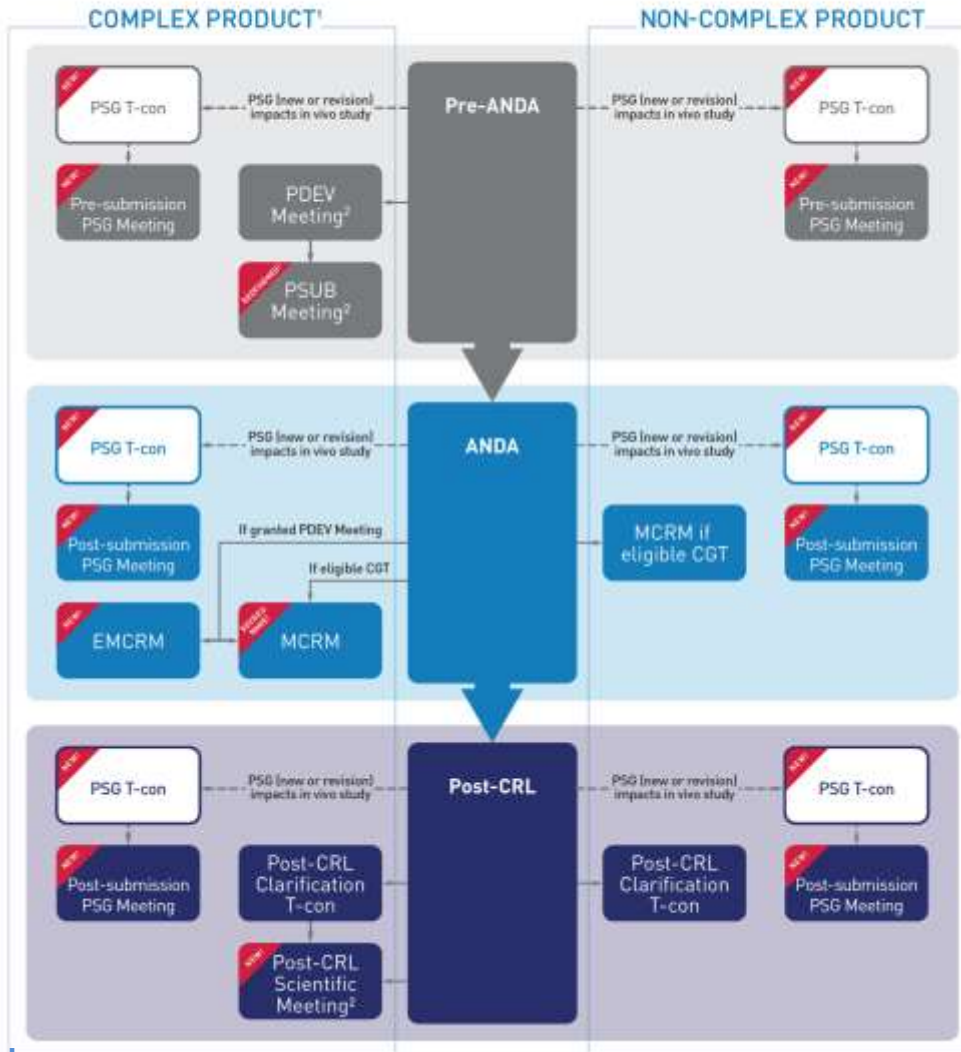 COMPLEX PRODUCT¹
NON-COMPLEX PRODUCT
NEW!
PSG T-con
PSG (new or revision)
impacts in vivo study
Pre-ANDA
PSG (new or revision)
impacts in vivo study
NEW!
PSG T-con
NEW!
Pre-submission
PSG Meeting
PDEV
Meeting²
NEW!
Pre-submission
PSG Meeting
PSUB
Meeting²
NEW!
PSG T-con
PSG (new or revision)
impacts in vivo study
ANDA
PSG (new or revision)
impacts in vivo study
NEW!
PSG T-con
NEW!
Post-submission
PSG Meeting
If granted PDEV Meeting
If eligible CGT
MCRM if
eligible CGT
NEW!
Post-submission
PSG Meeting
NEW!
EMCRM
MCRM
NEW!
PSG T-con
PSG (new or revision)
impacts in vivo study
Post-CRL
PSG (new or revision)
impacts in vivo study
NEW!
PSG T-con
NEW!
Post-submission
PSG Meeting
Post-CRL
Clarification
T-con
Post-CRL
Clarification
T-con
NEW!
Post-submission
PSG Meeting
NEW!
Post-CRL
Scientific
Meeting²